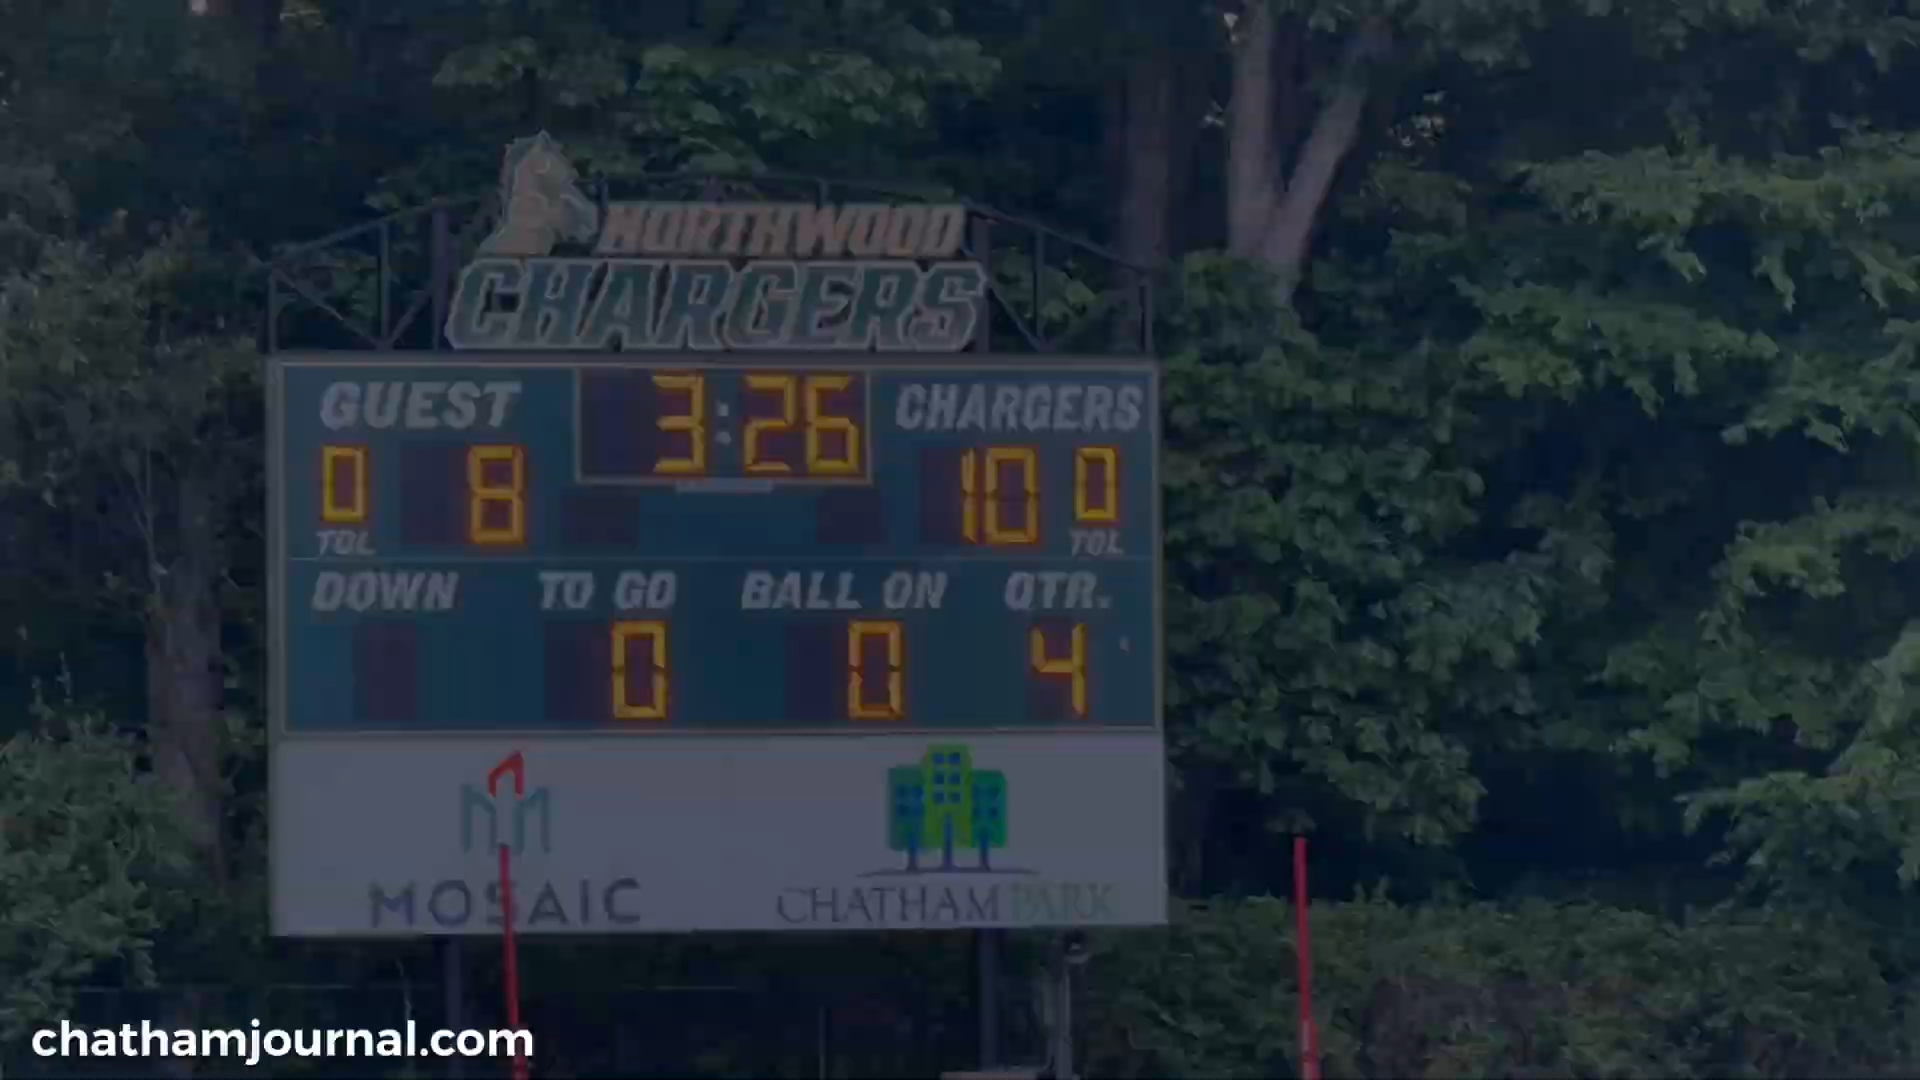 NORTHWOOD
CHARGERS
GUEST 3:26 CHARGERS
0 8 10 0
TOL TOL
DOWN TO GO BALL ON QTR.
0 0 4
MOSAIC CHATHAM PARK
chathamjournal.com